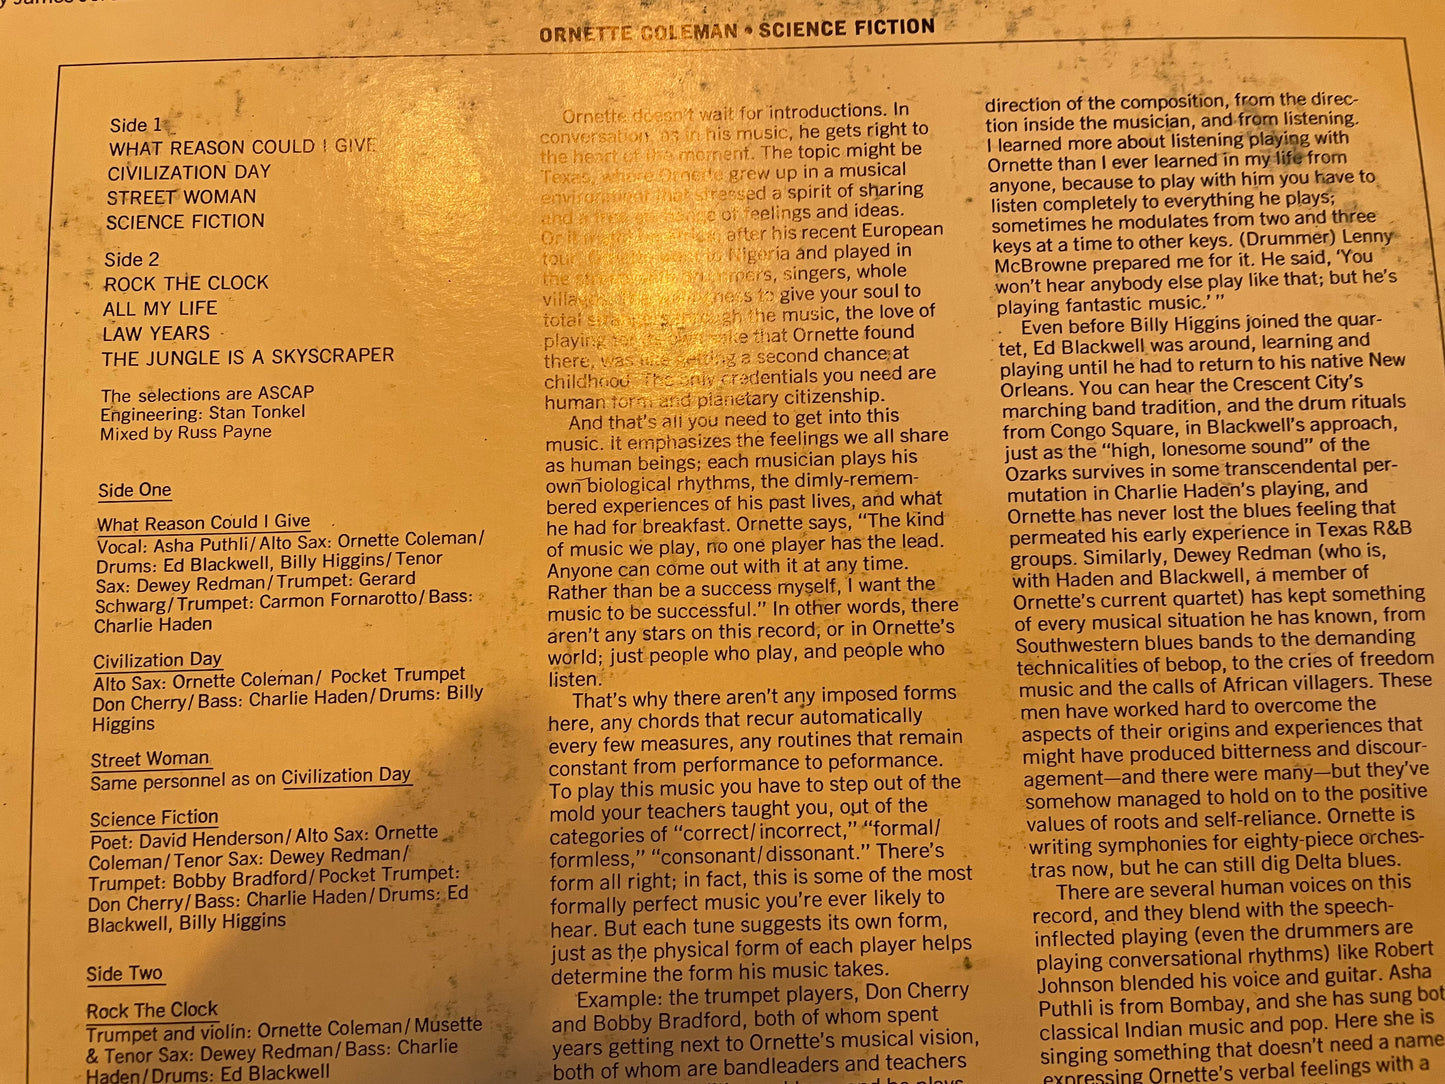 ORNETTE COLEMAN • SCIENCE FICTION
Side 1
WHAT REASON COULD I GIVE
CIVILIZATION DAY
STREET WOMAN
SCIENCE FICTION
Side 2
ROCK THE CLOCK
ALL MY LIFE
LAW YEARS
THE JUNGLE IS A SKYSCRAPER
The selections are ASCAP
Engineering: Stan Tonkel
Mixed by Russ Payne
Side One
What Reason Could I Give
Vocal: Asha Puthli/Alto Sax: Ornette Coleman/
Drums: Ed Blackwell, Billy Higgins/Tenor
Sax: Dewey Redman/Trumpet: Gerard
Schwarg/Trumpet: Carmon Fornarotto/Bass:
Charlie Haden
Civilization Day
Alto Sax: Ornette Coleman/ Pocket Trumpet
Don Cherry/Bass: Charlie Haden/Drums: Billy
Higgins
Street Woman
Same personnel as on Civilization Day
Science Fiction
Poet: David Henderson/Alto Sax: Ornette
Coleman/Tenor Sax: Dewey Redman/
Trumpet: Bobby Bradford/Pocket Trumpet:
Don Cherry/Bass: Charlie Haden/Drums: Ed
Blackwell, Billy Higgins
Side Two
Rock The Clock
Trumpet and violin: Ornette Coleman/Musette
& Tenor Sax: Dewey Redman/Bass: Charlie
Haden/Drums: Ed Blackwell
Ornette doesn't wait for introductions. In
conversation, as in his music, he gets right to
the heart of the moment. The topic might be
Texas, where Ornette grew up in a musical
environment that stressed a spirit of sharing
and a free of feelings and ideas.
Or it after his recent European
tour, Nigeria and played in
the singers, whole
to give your soul to
total through the music, the love of
playing for its own sake that Ornette found
there, was like getting a second chance at
childhood. The only credentials you need are
human form and planetary citizenship.
And that's all you need to get into this
music. It emphasizes the feelings we all share
as human beings; each musician plays his
own biological rhythms, the dimly-remem-
bered experiences of his past lives, and what
he had for breakfast. Ornette says, “The kind
of music we play, no one player has the lead.
Anyone can come out with it at any time.
Rather than be a success myself, I want the
music to be successful.” In other words, there
aren't any stars on this record, or in Ornette's
world; just people who play, and people who
listen.
That's why there aren't any imposed forms
here, any chords that recur automatically
every few measures, any routines that remain
constant from performance to peformance.
To play this music you have to step out of the
mold your teachers taught you, out of the
categories of “correct/incorrect,” “formal/
formless,” “consonant/dissonant.” There's
form all right; in fact, this is some of the most
formally perfect music you're ever likely to
hear. But each tune suggests its own form,
just as the physical form of each player helps
determine the form his music takes.
Example: the trumpet players, Don Cherry
and Bobby Bradford, both of whom spent
years getting next to Ornette's musical vision,
both of whom are bandleaders and teachers
direction of the composition, from the direc-
tion inside the musician, and from listening.
I learned more about listening playing with
Ornette than I ever learned in my life from
anyone, because to play with him you have to
listen completely to everything he plays;
sometimes he modulates from two and three
keys at a time to other keys. (Drummer) Lenny
McBrowne prepared me for it. He said, ‘You
won't hear anybody else play like that; but he's
playing fantastic music.’ ”
Even before Billy Higgins joined the quar-
tet, Ed Blackwell was around, learning and
playing until he had to return to his native New
Orleans. You can hear the Crescent City's
marching band tradition, and the drum rituals
from Congo Square, in Blackwell's approach,
just as the “high, lonesome sound” of the
Ozarks survives in some transcendental per-
mutation in Charlie Haden's playing, and
Ornette has never lost the blues feeling that
permeated his early experience in Texas R&B
groups. Similarly, Dewey Redman (who is,
with Haden and Blackwell, a member of
Ornette's current quartet) has kept something
of every musical situation he has known, from
Southwestern blues bands to the demanding
technicalities of bebop, to the cries of freedom
music and the calls of African villagers. These
men have worked hard to overcome the
aspects of their origins and experiences that
might have produced bitterness and discour-
agement—and there were many—but they've
somehow managed to hold on to the positive
values of roots and self-reliance. Ornette is
writing symphonies for eighty-piece orches-
tras now, but he can still dig Delta blues.
There are several human voices on this
record, and they blend with the speech-
inflected playing (even the drummers are
playing conversational rhythms) like Robert
Johnson blended his voice and guitar. Asha
Puthli is from Bombay, and she has sung bot
classical Indian music and pop. Here she is
singing something that doesn't need a name
expressing Ornette's verbal feelings with a